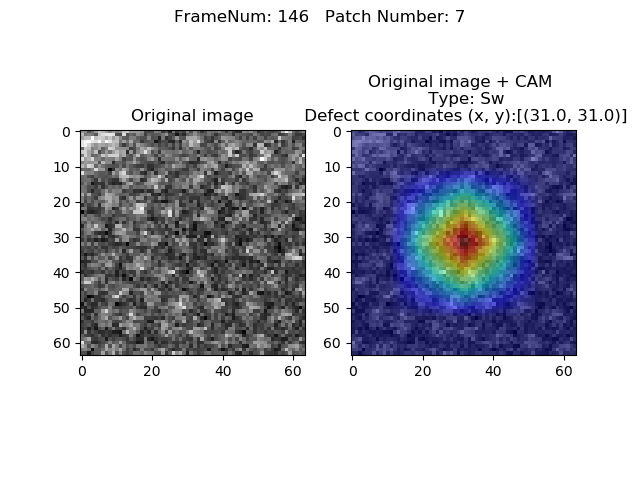 FrameNum: 146   Patch Number: 7
Original image
Original image + CAM
Type: Sw
Defect coordinates (x, y):[(31.0, 31.0)]
0
10
20
30
40
50
60
0 20 40 60
0
10
20
30
40
50
60
0 20 40 60